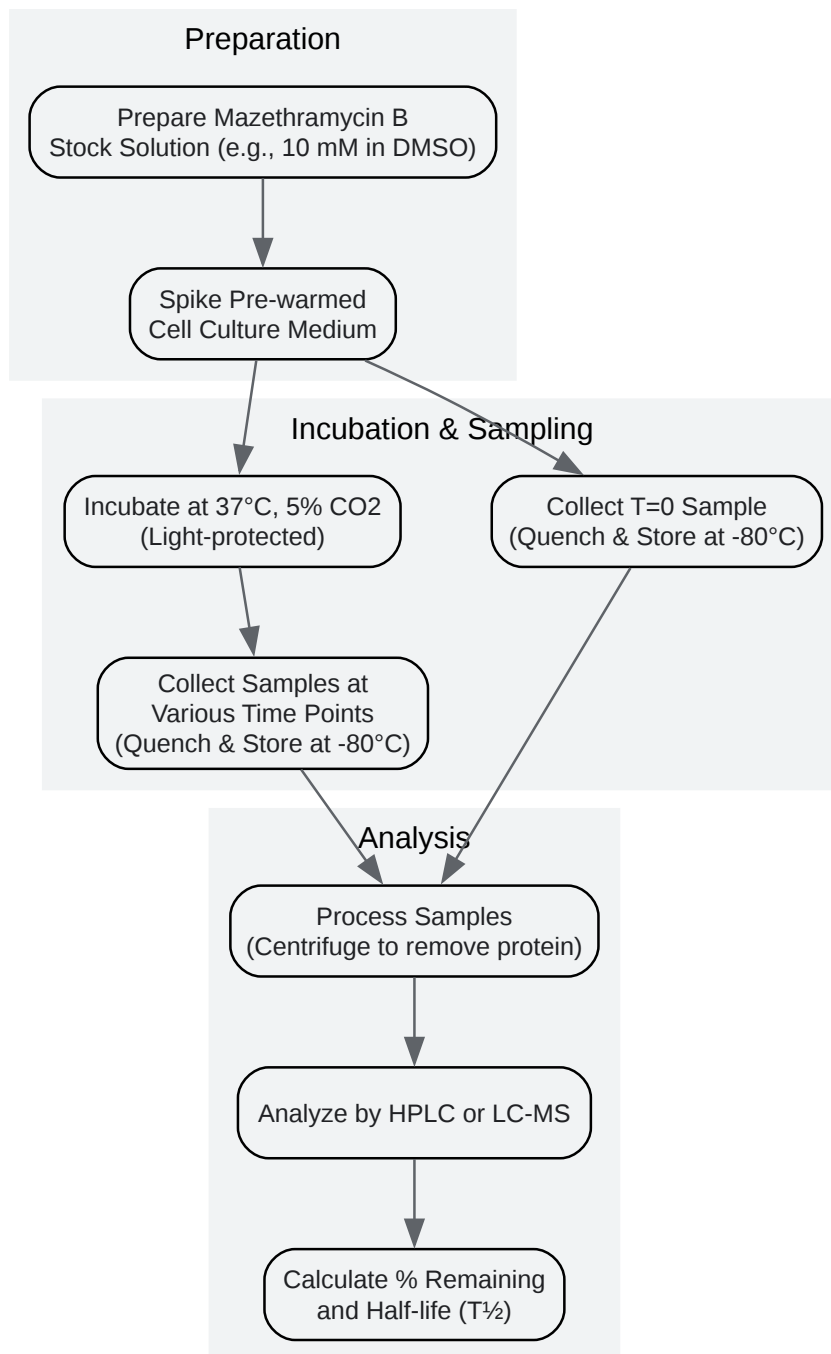 Preparation
Prepare Mazethramycin B
Stock Solution (e.g., 10 mM in DMSO)
Spike Pre-warmed
Cell Culture Medium
Incubation & Sampling
Incubate at 37°C, 5% CO2
(Light-protected)
Collect T=0 Sample
(Quench & Store at -80°C)
Collect Samples at
Various Time Points
(Quench & Store at -80°C)
Analysis
Process Samples
(Centrifuge to remove protein)
Analyze by HPLC or LC-MS
Calculate % Remaining
and Half-life (T½)